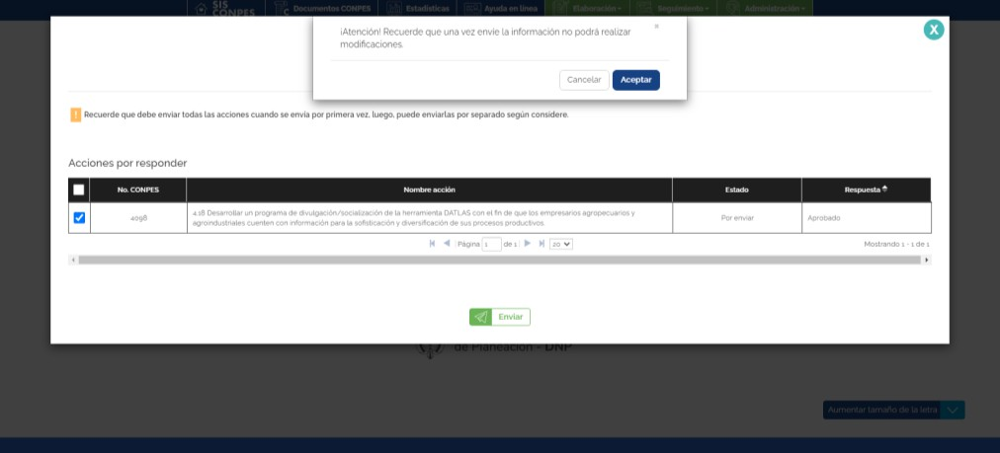 SIS
CONPES
Documentos CONPES
Estadísticas
Ayuda en línea
Elaboración
Seguimiento
Administración
¡Atención! Recuerde que una vez envíe la información no podrá realizar
modificaciones.
×
Cancelar
Aceptar
X
! Recuerde que debe enviar todas las acciones cuando se envía por primera vez, luego, puede enviarlas por separado según considere.
Acciones por responder
No. CONPES
Nombre acción
Estado
Respuesta
4098
4.18 Desarrollar un programa de divulgación/socialización de la herramienta DATLAS con el fin de que los empresarios agropecuarios y
agroindustriales cuenten con información para la sofisticación y diversificación de sus procesos productivos.
Por enviar
Aprobado
Página 1 de 1
20
Mostrando 1 - 1 de 1
Enviar
de Planeación - DNP
Aumentar tamaño de la letra